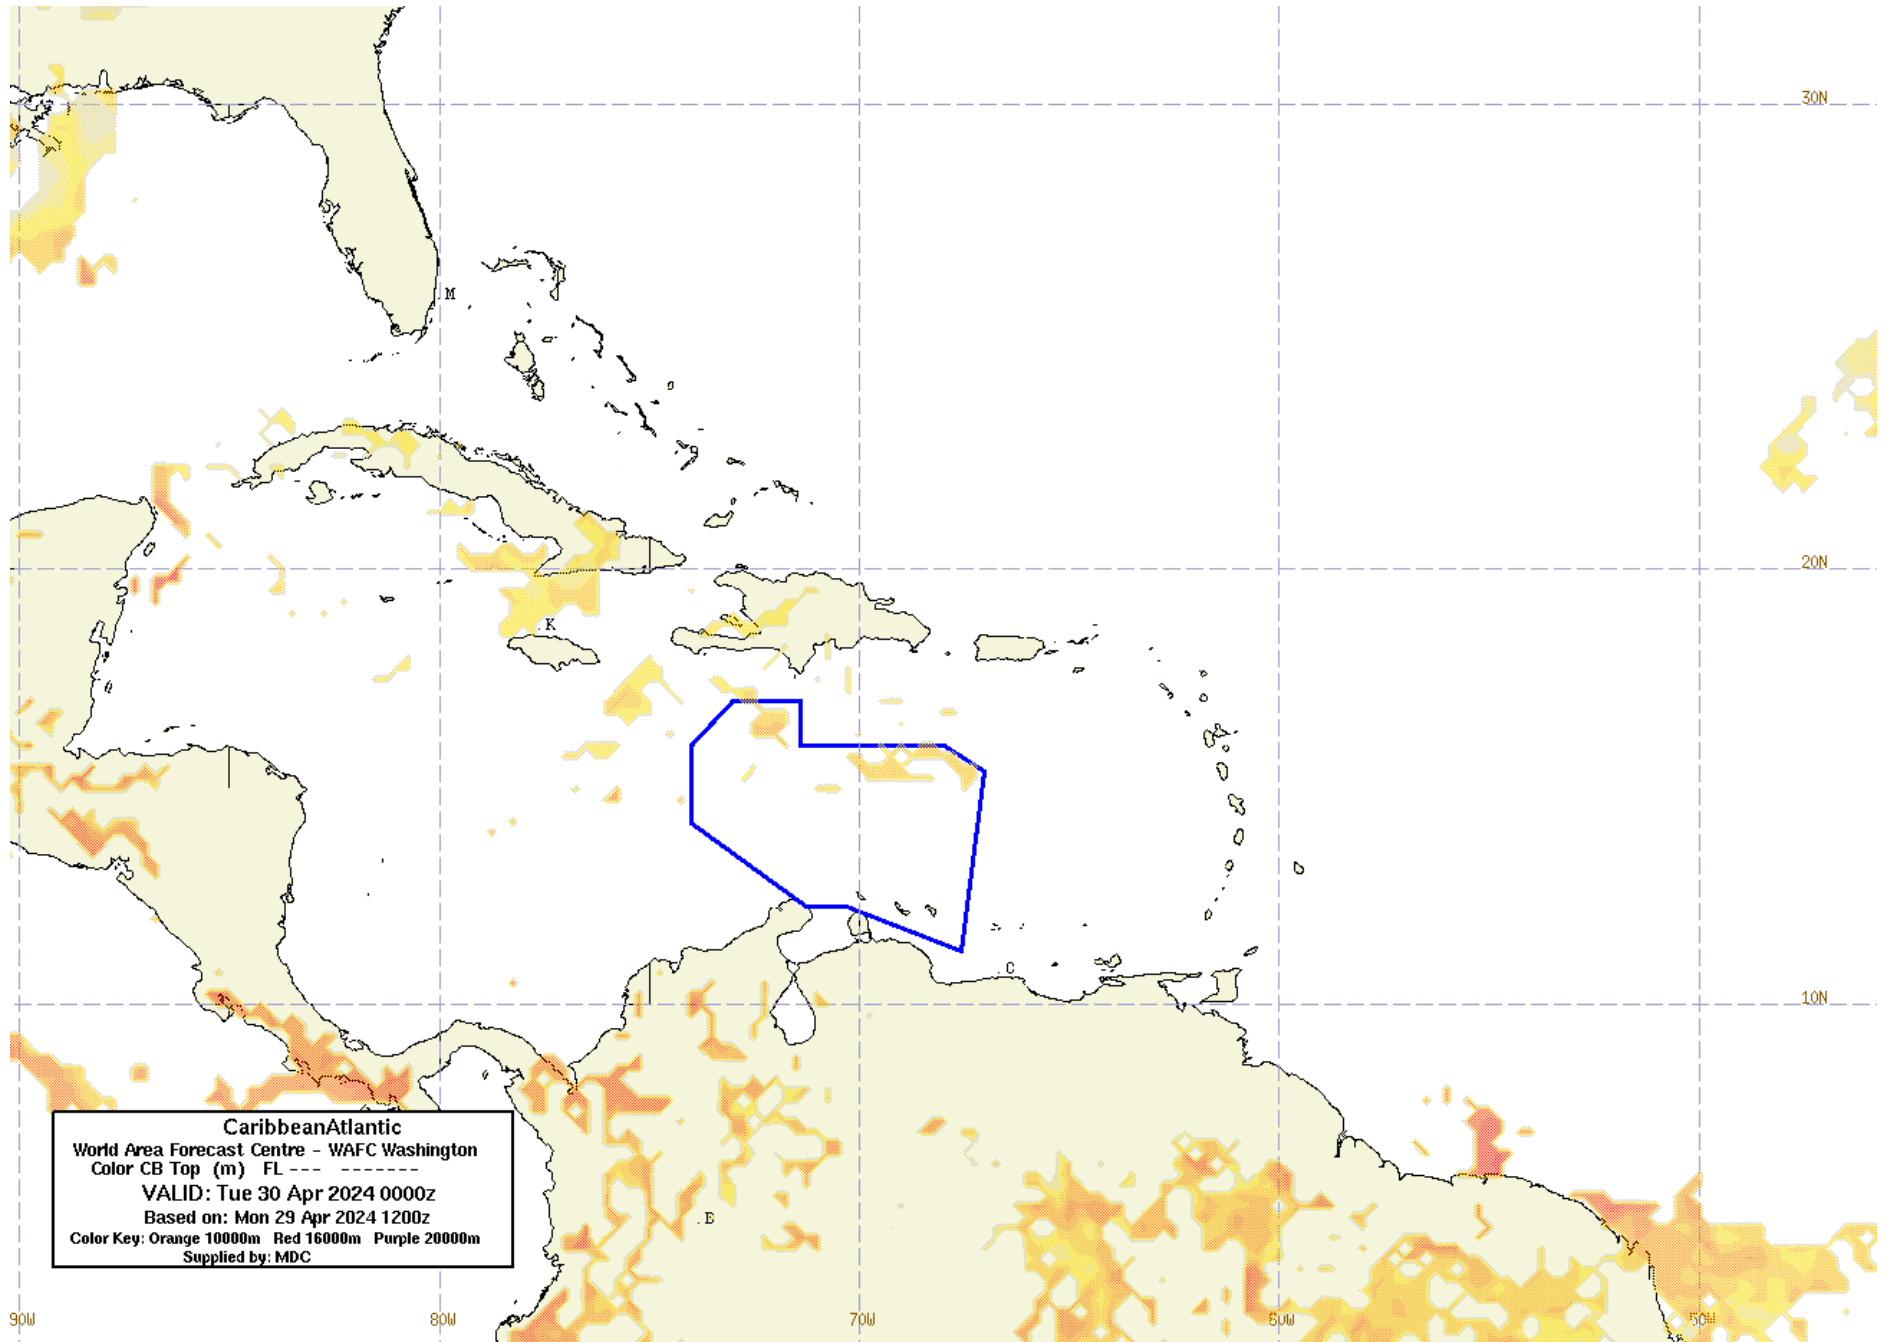 30N
.M
20N
.K
.C
10N
.E
CaribbeanAtlantic
World Area Forecast Centre - WAFC Washington
Color CB Top (m) FL --- -------
VALID: Tue 30 Apr 2024 0000z
Based on: Mon 29 Apr 2024 1200z
Color Key: Orange 10000m Red 16000m Purple 20000m
Supplied by: MDC
90W 80W 70W 60W 50W